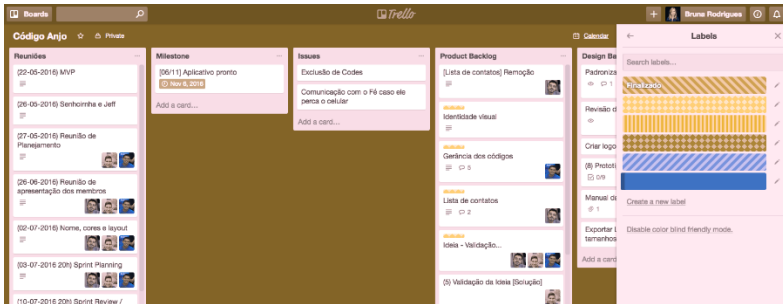 Boards
Trello
Bruna Rodrigues
Código Anjo
Private
Calendar
Reuniões
(22-05-2016) MVP
(26-05-2016) Senhoinha e Jeff
(27-05-2016) Reunião de
Planejamento
(26-06-2016) Reunião de
apresentação dos membros
(02-07-2016) Nome, cores e layout
(03-07-2016 20h) Sprint Planning
(10-07-2016 20h) Sprint Review /
Milestone
[06/11] Aplicativo pronto
Nov 6, 2016
Add a card...
Issues
Exclusão de Codes
Comunicação com o Fé caso ele
perca o celular
Add a card...
Product Backlog
[Lista de contatos] Remoção
Identidade visual
Gerência dos códigos
3
Lista de contatos
2
Ideia - Validação...
(5) Validação da Ideia [Solução]
Design Ba
Padroniza
1
Revisão d
Criar logo
(8) Protóti
0/9
Manual da
1
Exportar L
tamanhos
Add a card
Labels
Search labels...
Finalizado
Create a new label
Disable color blind friendly mode.